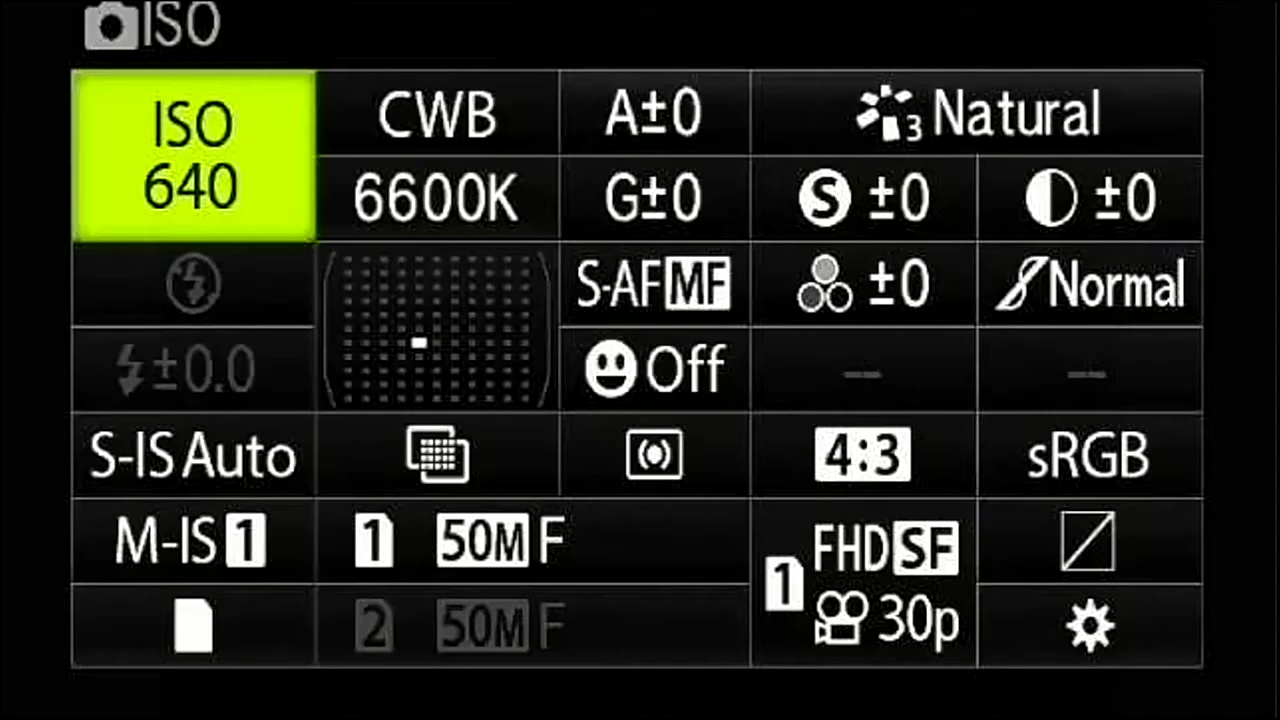 ISO
ISO 640
CWB
A±0
3 Natural
6600K
G±0
S ±0
±0
S-AF MF
±0
Normal
±0.0
Off
--
--
S-IS Auto
4:3
sRGB
M-IS 1
1 50M F
1 FHD SF
30p
2 50M F